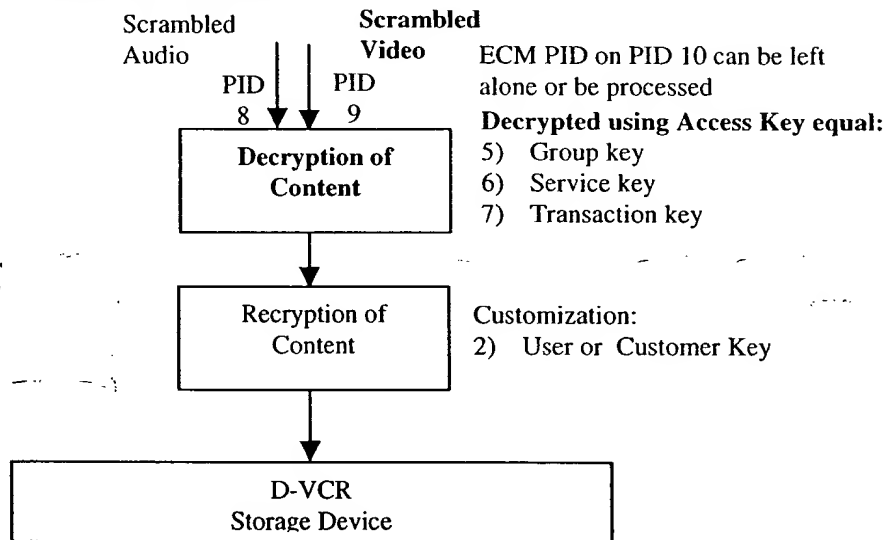 Scrambled
Audio
Scrambled
Video
PID
8
PID
9
ECM PID on PID 10 can be left
alone or be processed
Decrypted using Access Key equal:
5) Group key
6) Service key
7) Transaction key
Decryption of
Content
Recryption of
Content
Customization:
2) User or Customer Key
D-VCR
Storage Device